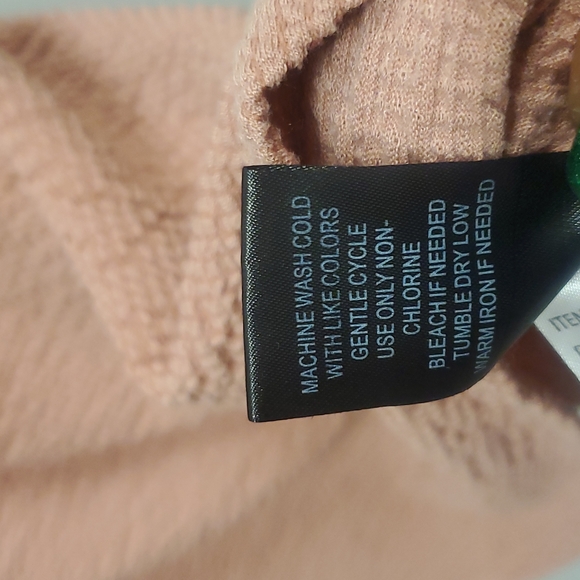 MACHINE WASH COLD
WITH LIKE COLORS
GENTLE CYCLE
USE ONLY NON-
CHLORINE
BLEACH IF NEEDED
TUMBLE DRY LOW
WARM IRON IF NEEDED